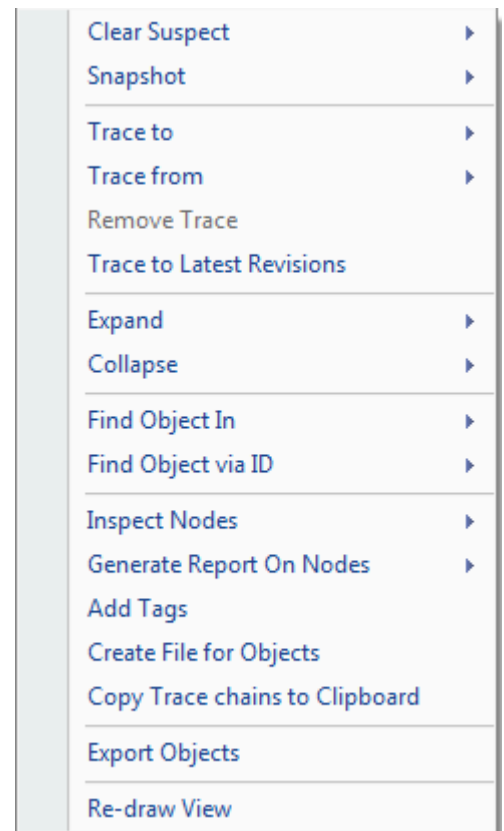 Clear Suspect
Snapshot
Trace to
Trace from
Remove Trace
Trace to Latest Revisions
Expand
Collapse
Find Object In
Find Object via ID
Inspect Nodes
Generate Report On Nodes
Add Tags
Create File for Objects
Copy Trace chains to Clipboard
Export Objects
Re-draw View